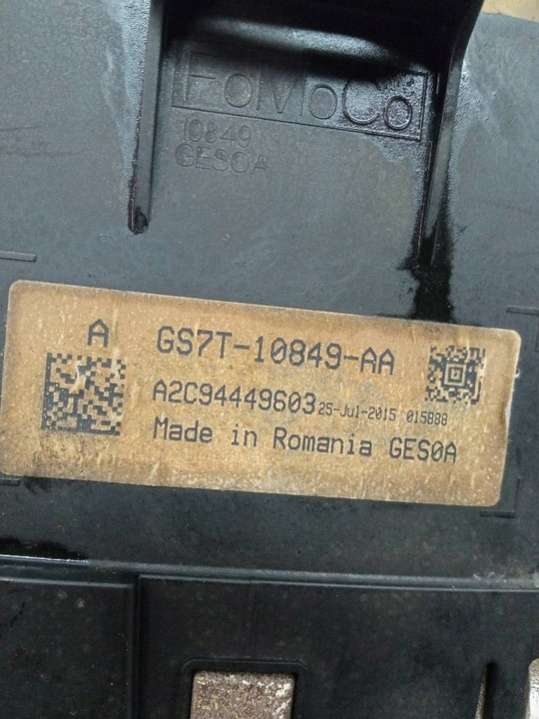 FoMoCo
10849
GES0A
A GS7T-10849-AA
A2C94449603 25-Jul-2015 015888
Made in Romania GES0A